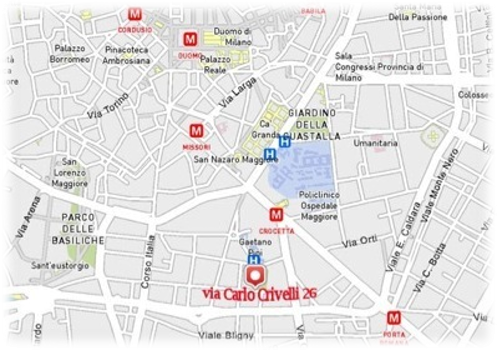 M
CORDUSIO
Duomo di
Milano
M
DUOMO
Palazzo
Borromeo
Pinacoteca
Ambrosiana
Palazzo
Reale
Della Passione
Sala
Congressi Provincia di
Milano
Colosseo
Via Torino
Via Larga
GIARDINO
DELLA
GUASTALLA
Ca'
Granda
M
MISSORI
H
H
San Nazaro Maggiore
Umanitaria
San
Lorenzo
Maggiore
Policlinico
Ospedale
Maggiore
Viale Monte Nero
Via Arena
PARCO
DELLE
BASILICHE
M
CROCETTA
Viale E. Caldara
Via Orti
Via C. Botta
Corso Italia
Gaetano
Pini
H
Sant'eustorgio
via Carlo Crivelli 26
M
PORTA
Viale Bligny